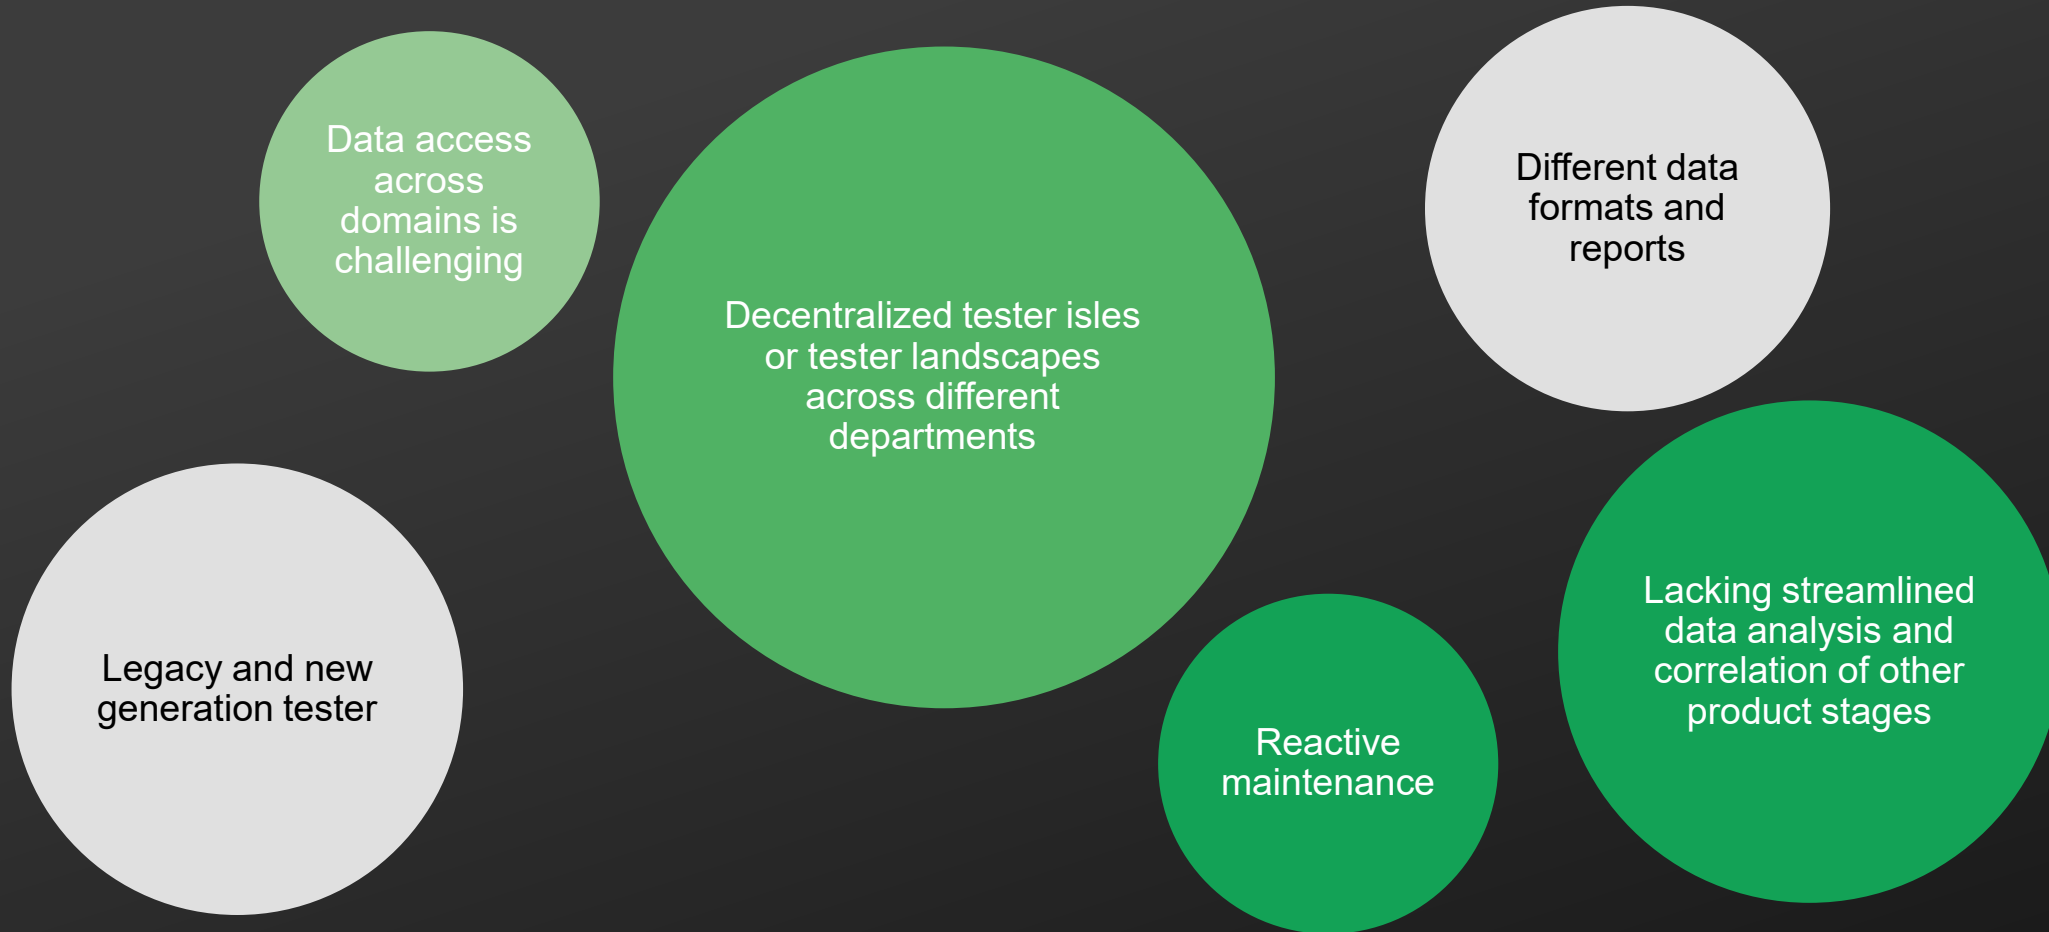 Data access
across
domains is
challenging
Decentralized tester isles
or tester landscapes
across different
departments
Different data
formats and
reports
Legacy and new
generation tester
Reactive
maintenance
Lacking streamlined
data analysis and
correlation of other
product stages